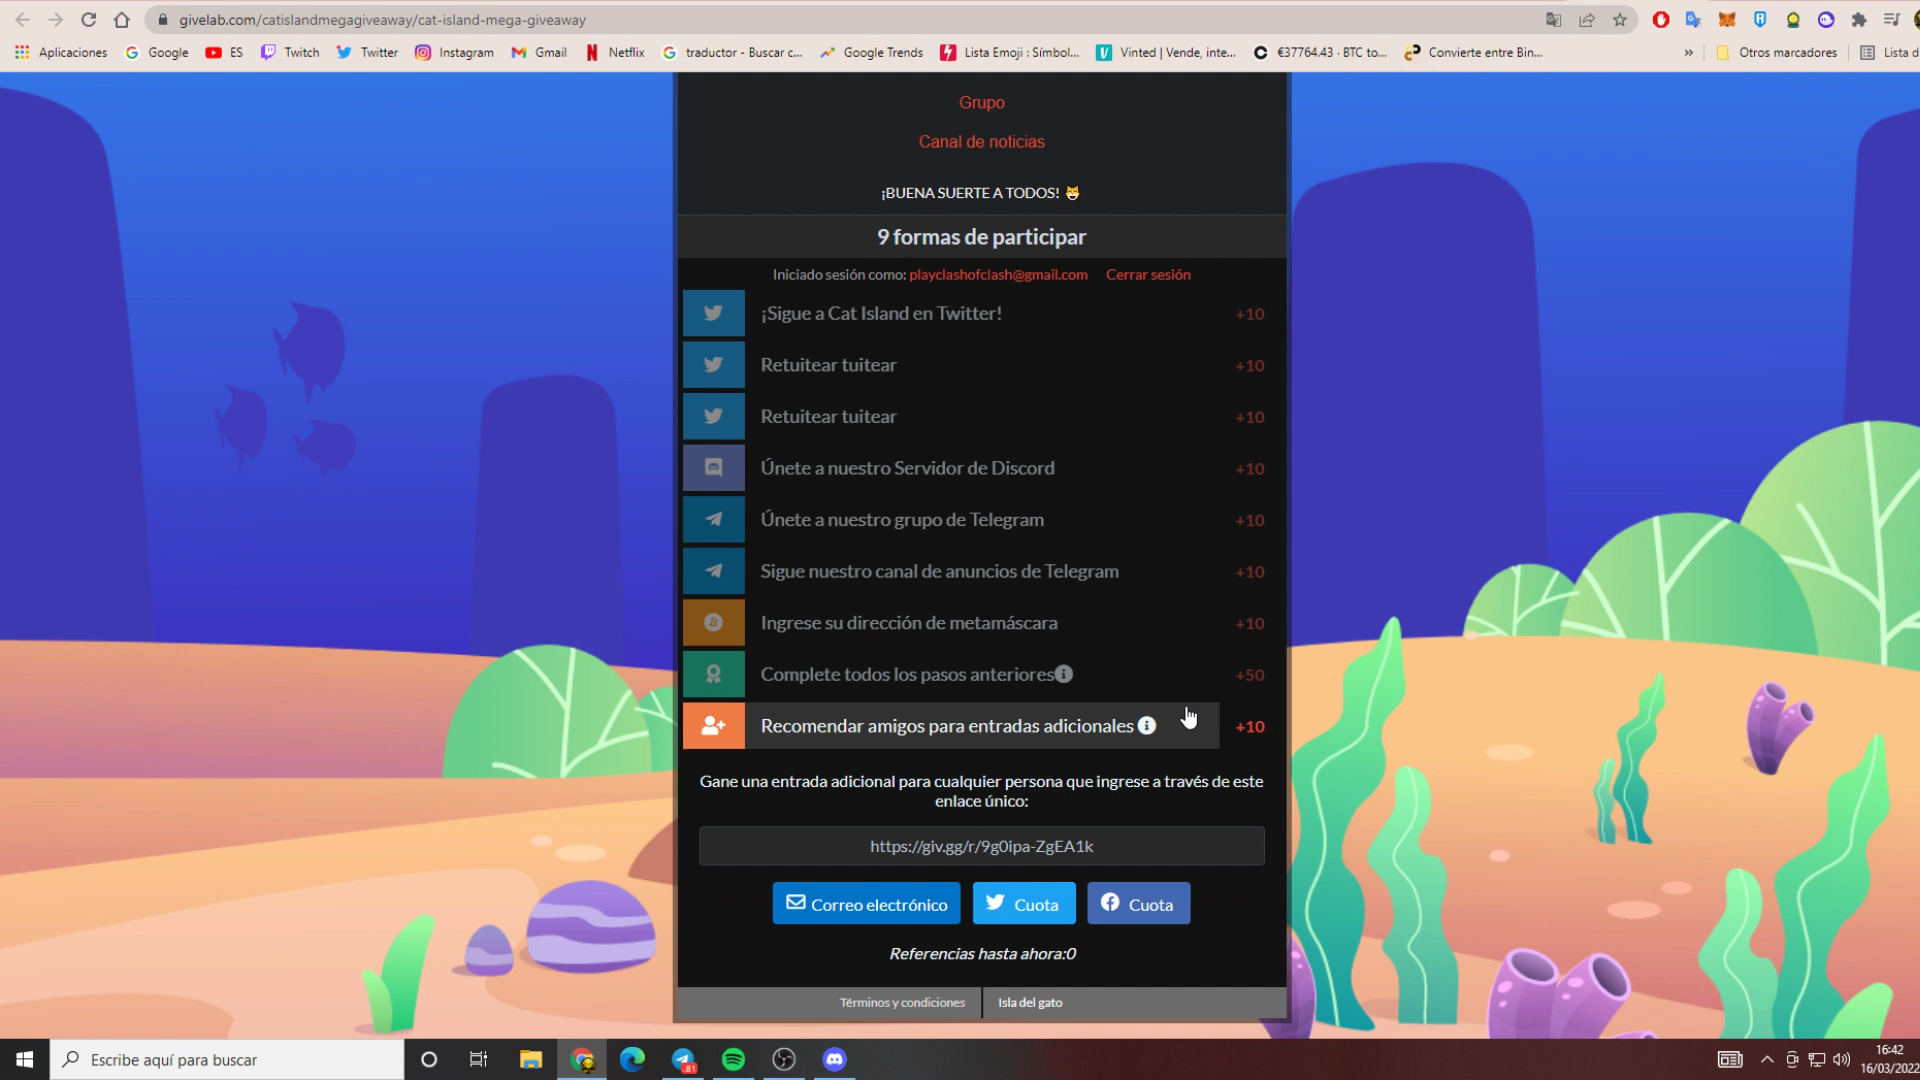 givelab.com/catislandmegagiveaway/cat-island-mega-giveaway
Aplicaciones
Google
ES
Twitch
Twitter
Instagram
Gmail
Netflix
traductor - Buscar c...
Google Trends
Lista Emoji : Símbol...
Vinted | Vende, inte...
€37764.43 · BTC to...
Convierte entre Bin...
»
Otros marcadores
Lista d
Grupo
Canal de noticias
¡BUENA SUERTE A TODOS! 😸
9 formas de participar
Iniciado sesión como: playclashofclash@gmail.com Cerrar sesión
¡Sigue a Cat Island en Twitter! +10
Retuitear tuitear +10
Retuitear tuitear +10
Únete a nuestro Servidor de Discord +10
Únete a nuestro grupo de Telegram +10
Sigue nuestro canal de anuncios de Telegram +10
Ingrese su dirección de metamáscara +10
Complete todos los pasos anteriores +50
Recomendar amigos para entradas adicionales +10
Gane una entrada adicional para cualquier persona que ingrese a través de este
enlace único:
https://giv.gg/r/9g0ipa-ZgEA1k
Correo electrónico
Cuota
Cuota
Referencias hasta ahora:0
Términos y condiciones
Isla del gato
Escribe aquí para buscar
81
16:42
16/03/2022